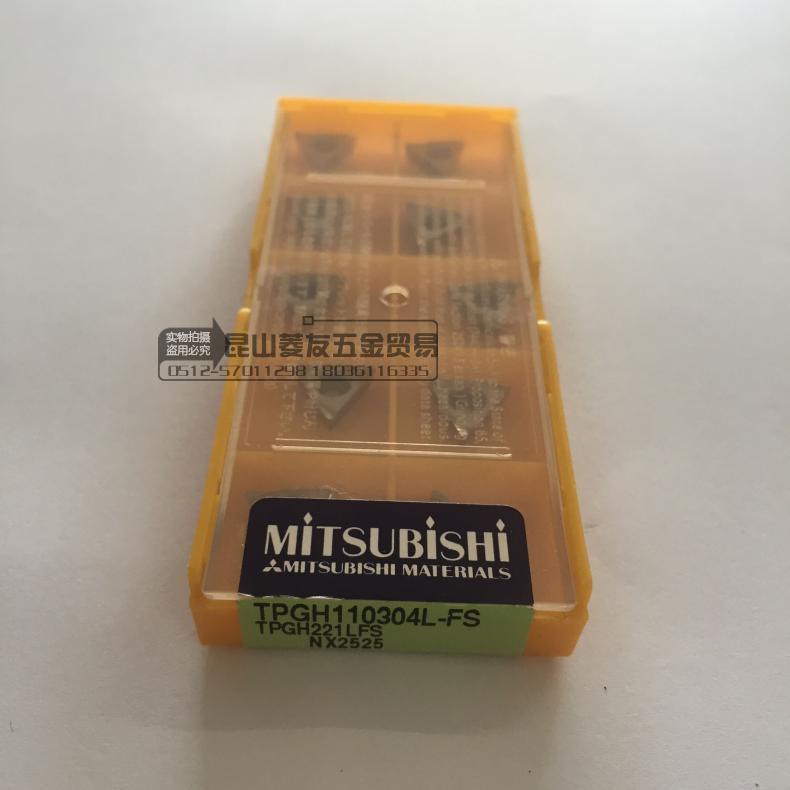 实物拍摄
盗用必究
昆山菱友五金贸易
0512-57011298 18036116335
MITSUBISHI
MITSUBISHI MATERIALS
TPGH110304L-FS
TPGH221LFS
NX2525